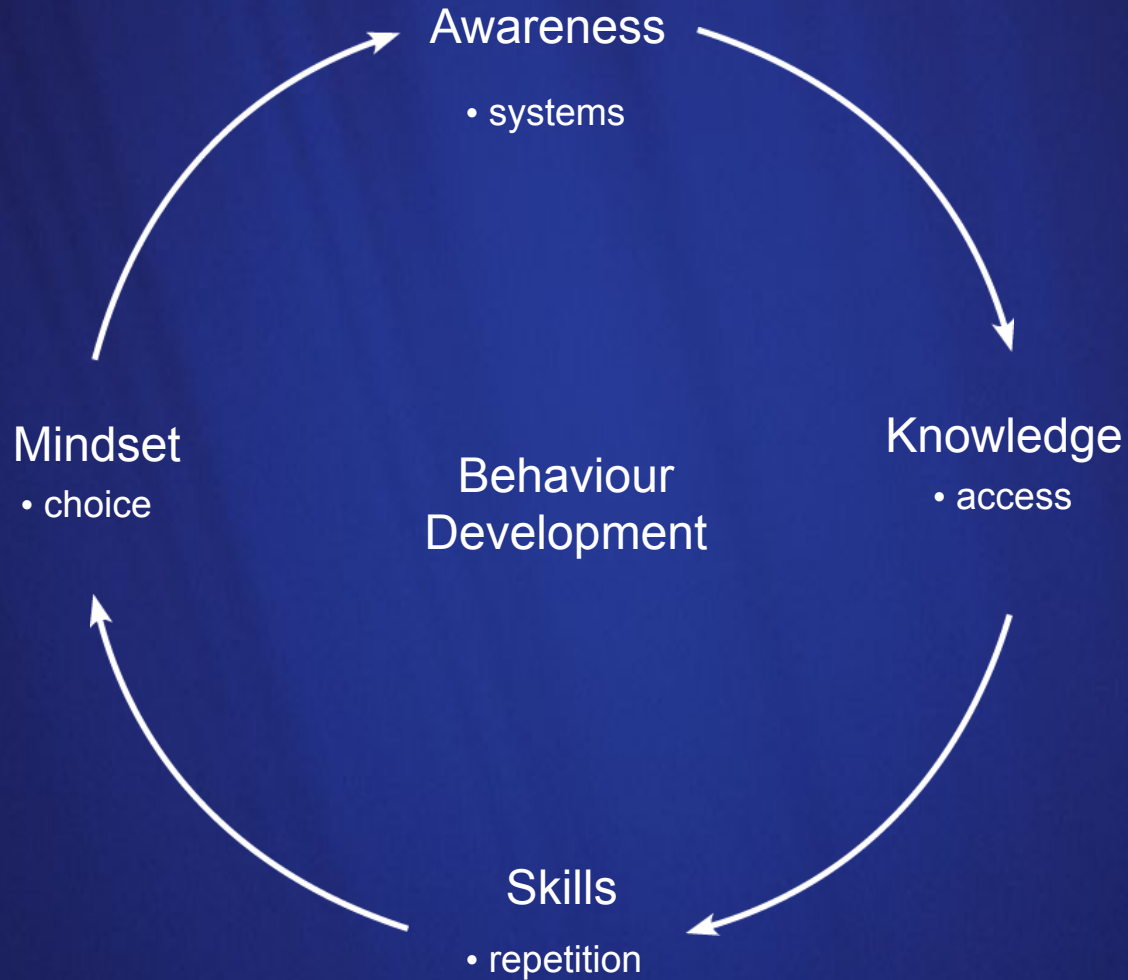 Awareness
• systems
Knowledge
• access
Skills
• repetition
Mindset
• choice
Behaviour
Development